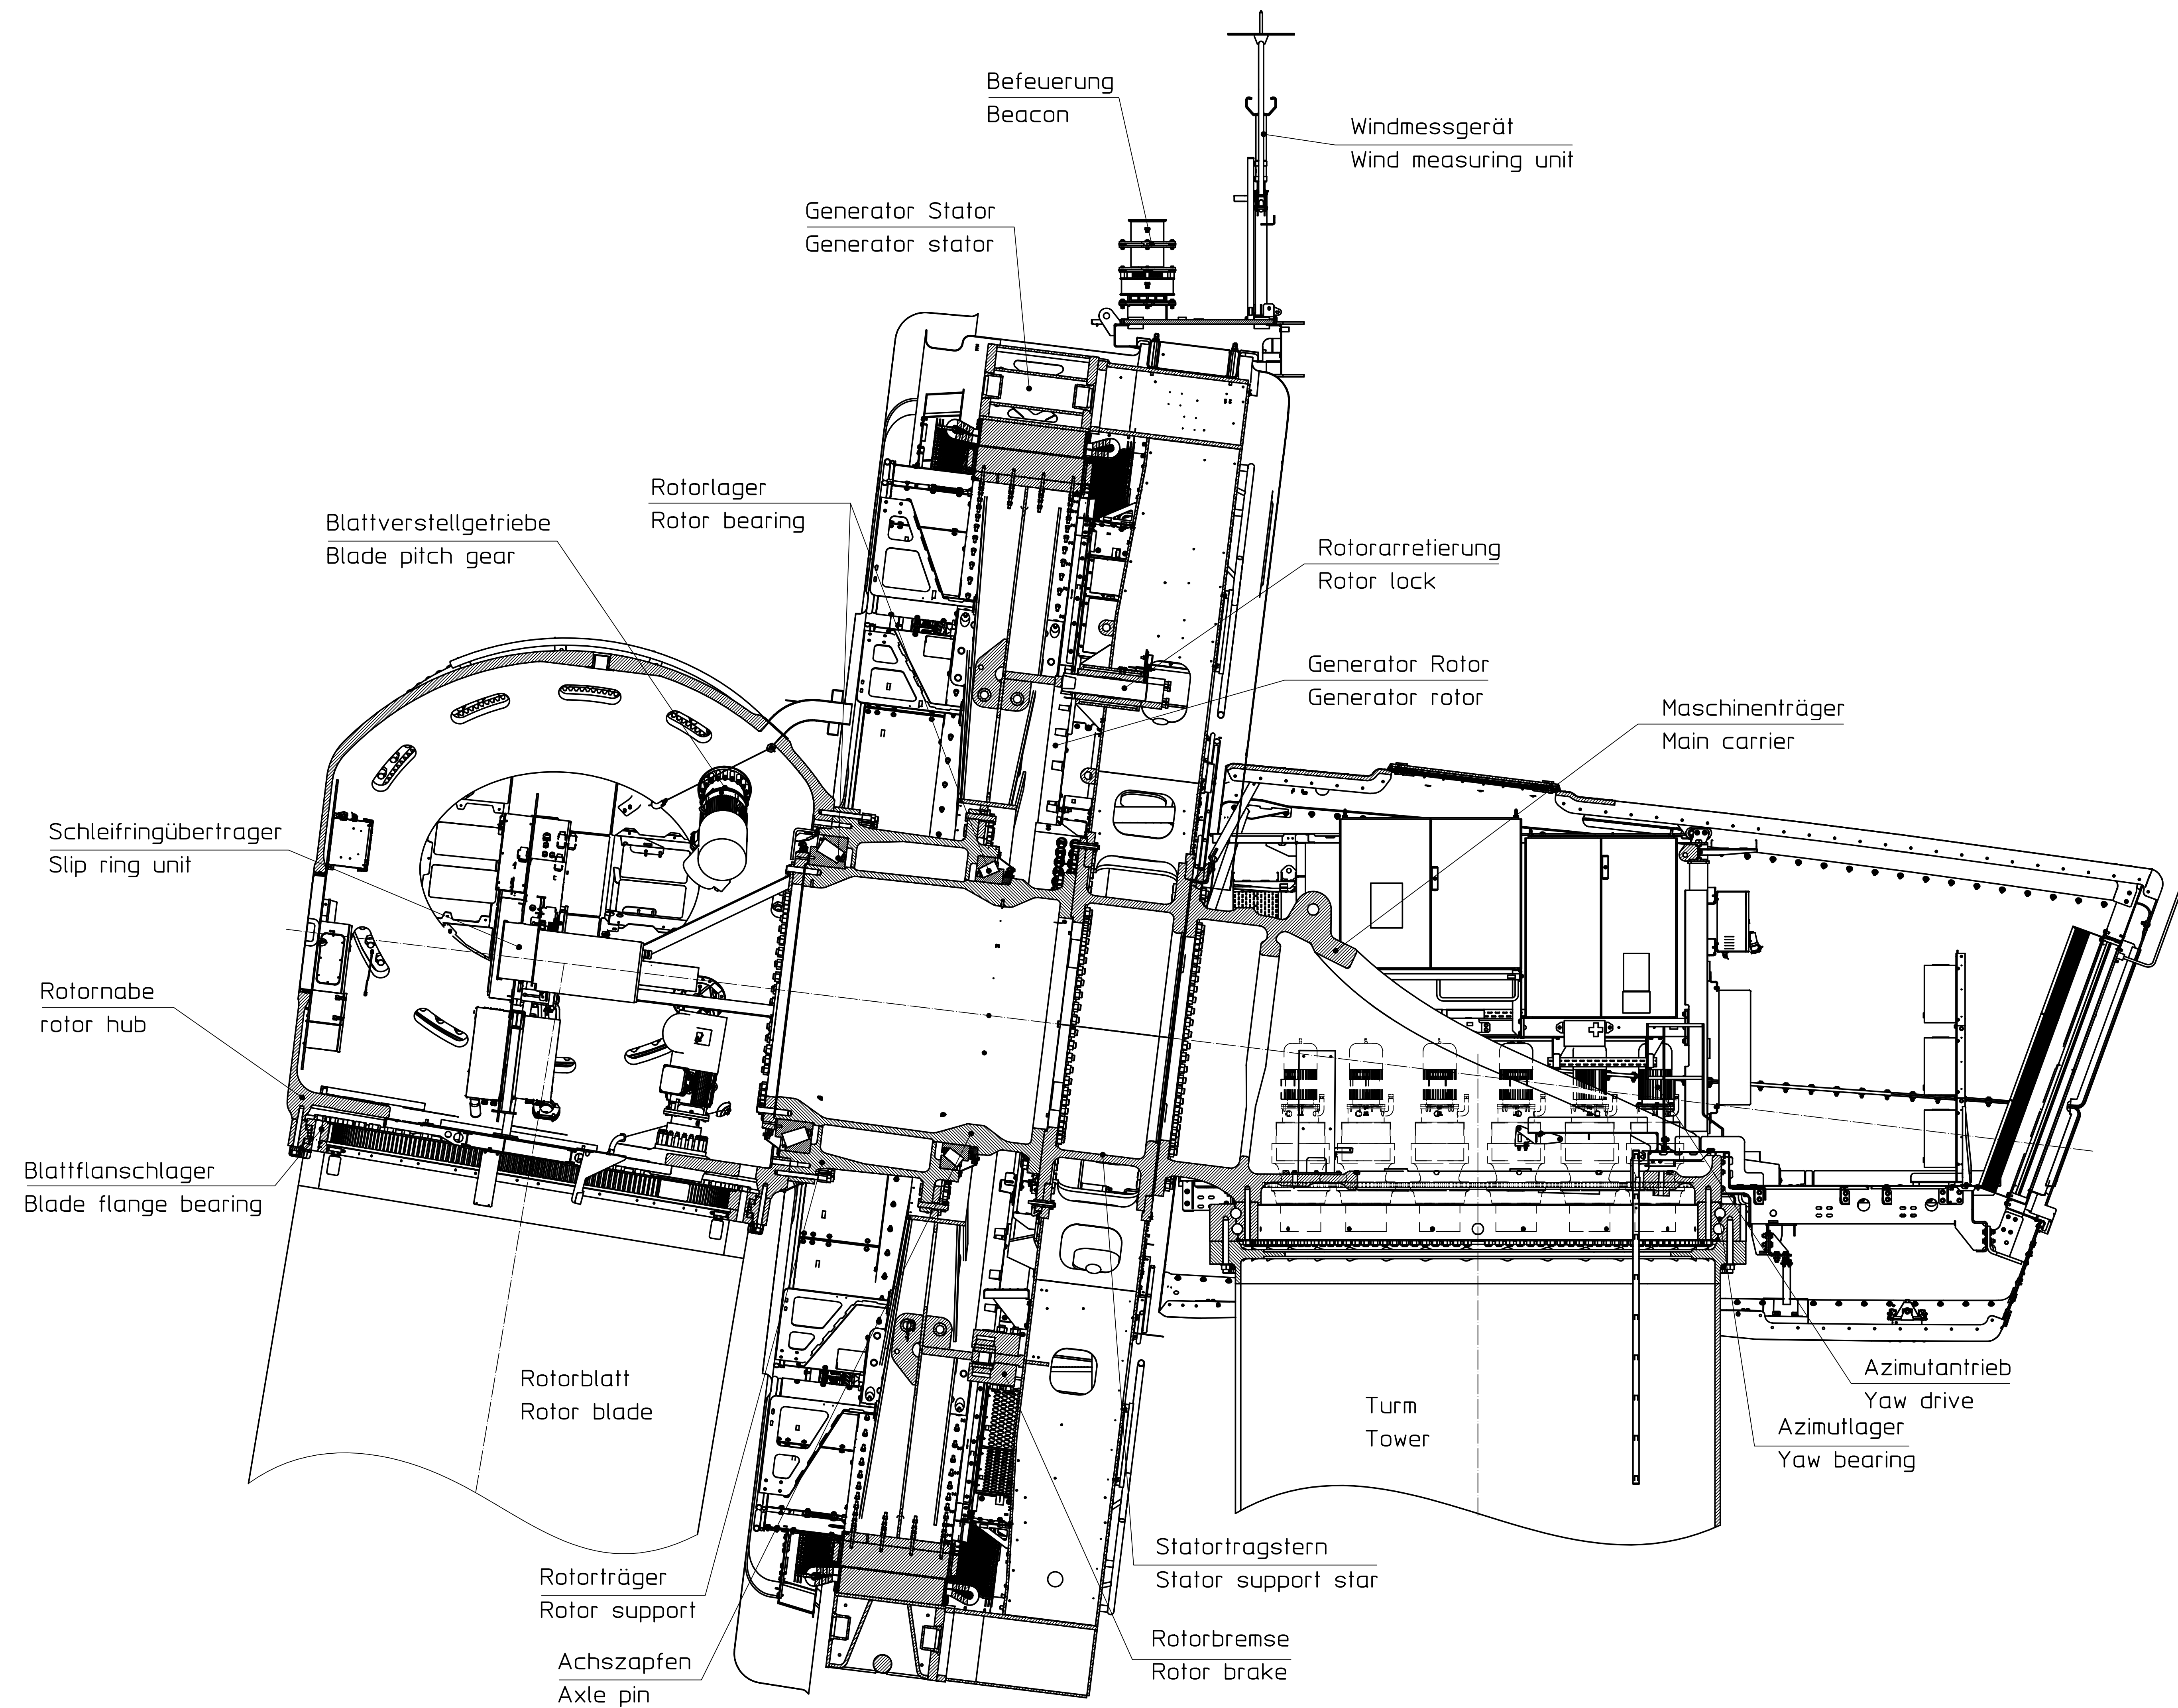 Befeuerung
Beacon
Windmessgerät
Wind measuring unit
Generator Stator
Generator stator
Rotorlager
Rotor bearing
Blattverstellgetriebe
Blade pitch gear
Rotorarretierung
Rotor lock
Generator Rotor
Generator rotor
Maschinenträger
Main carrier
Schleifringübertrager
Slip ring unit
Rotornabe
rotor hub
Blattflanschlager
Blade flange bearing
Rotorblatt
Rotor blade
Turm
Tower
Azimutantrieb
Yaw drive
Azimutlager
Yaw bearing
Statortragstern
Stator support star
Rotorträger
Rotor support
Rotorbremse
Rotor brake
Achszapfen
Axle pin